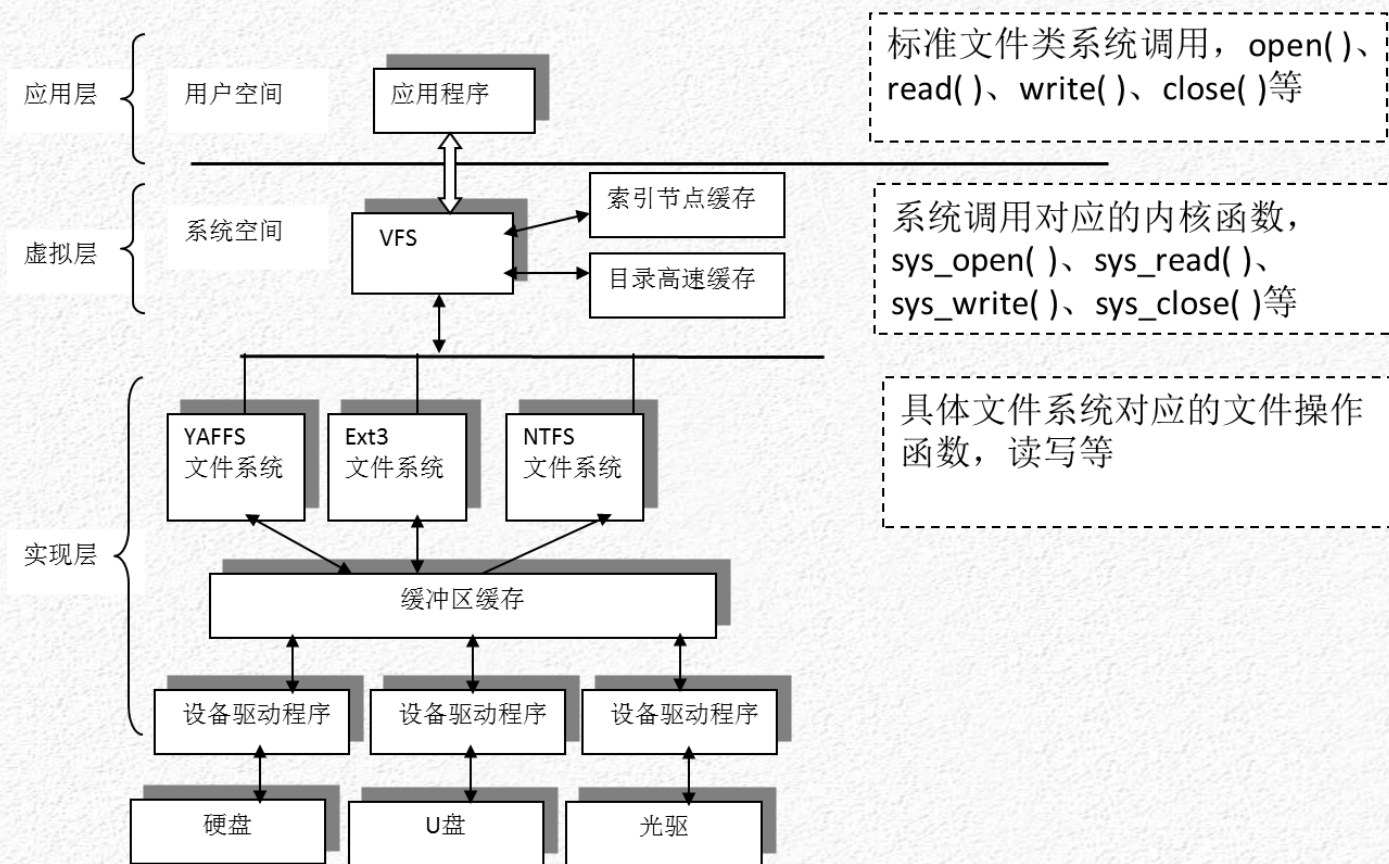 应用层
用户空间
应用程序
标准文件类系统调用，open( )、
read( )、write( )、close( )等
虚拟层
系统空间
VFS
索引节点缓存
目录高速缓存
系统调用对应的内核函数，
sys_open( )、sys_read( )、
sys_write( )、sys_close( )等
实现层
YAFFS
文件系统
Ext3
文件系统
NTFS
文件系统
具体文件系统对应的文件操作
函数，读写等
缓冲区缓存
设备驱动程序
设备驱动程序
设备驱动程序
硬盘
U盘
光驱